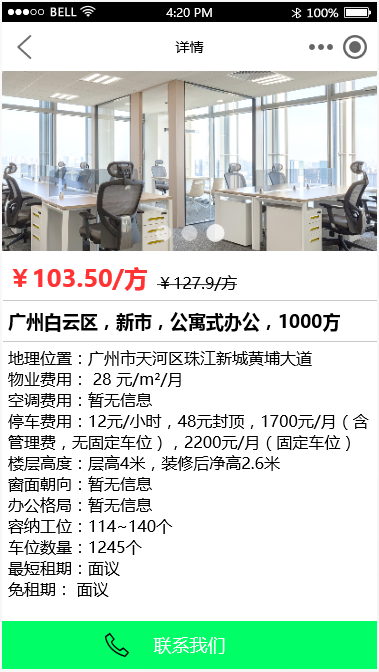 BELL 4:20 PM 100%
详情
￥103.50/方 ￥127.9/方
广州白云区，新市，公寓式办公，1000方
地理位置：广州市天河区珠江新城黄埔大道
物业费用： 28 元/m²/月
空调费用：暂无信息
停车费用：12元/小时，48元封顶，1700元/月（含
管理费，无固定车位），2200元/月（固定车位）
楼层高度：层高4米，装修后净高2.6米
窗面朝向：暂无信息
办公格局：暂无信息
容纳工位：114~140个
车位数量：1245个
最短租期：面议
免租期： 面议
联系我们